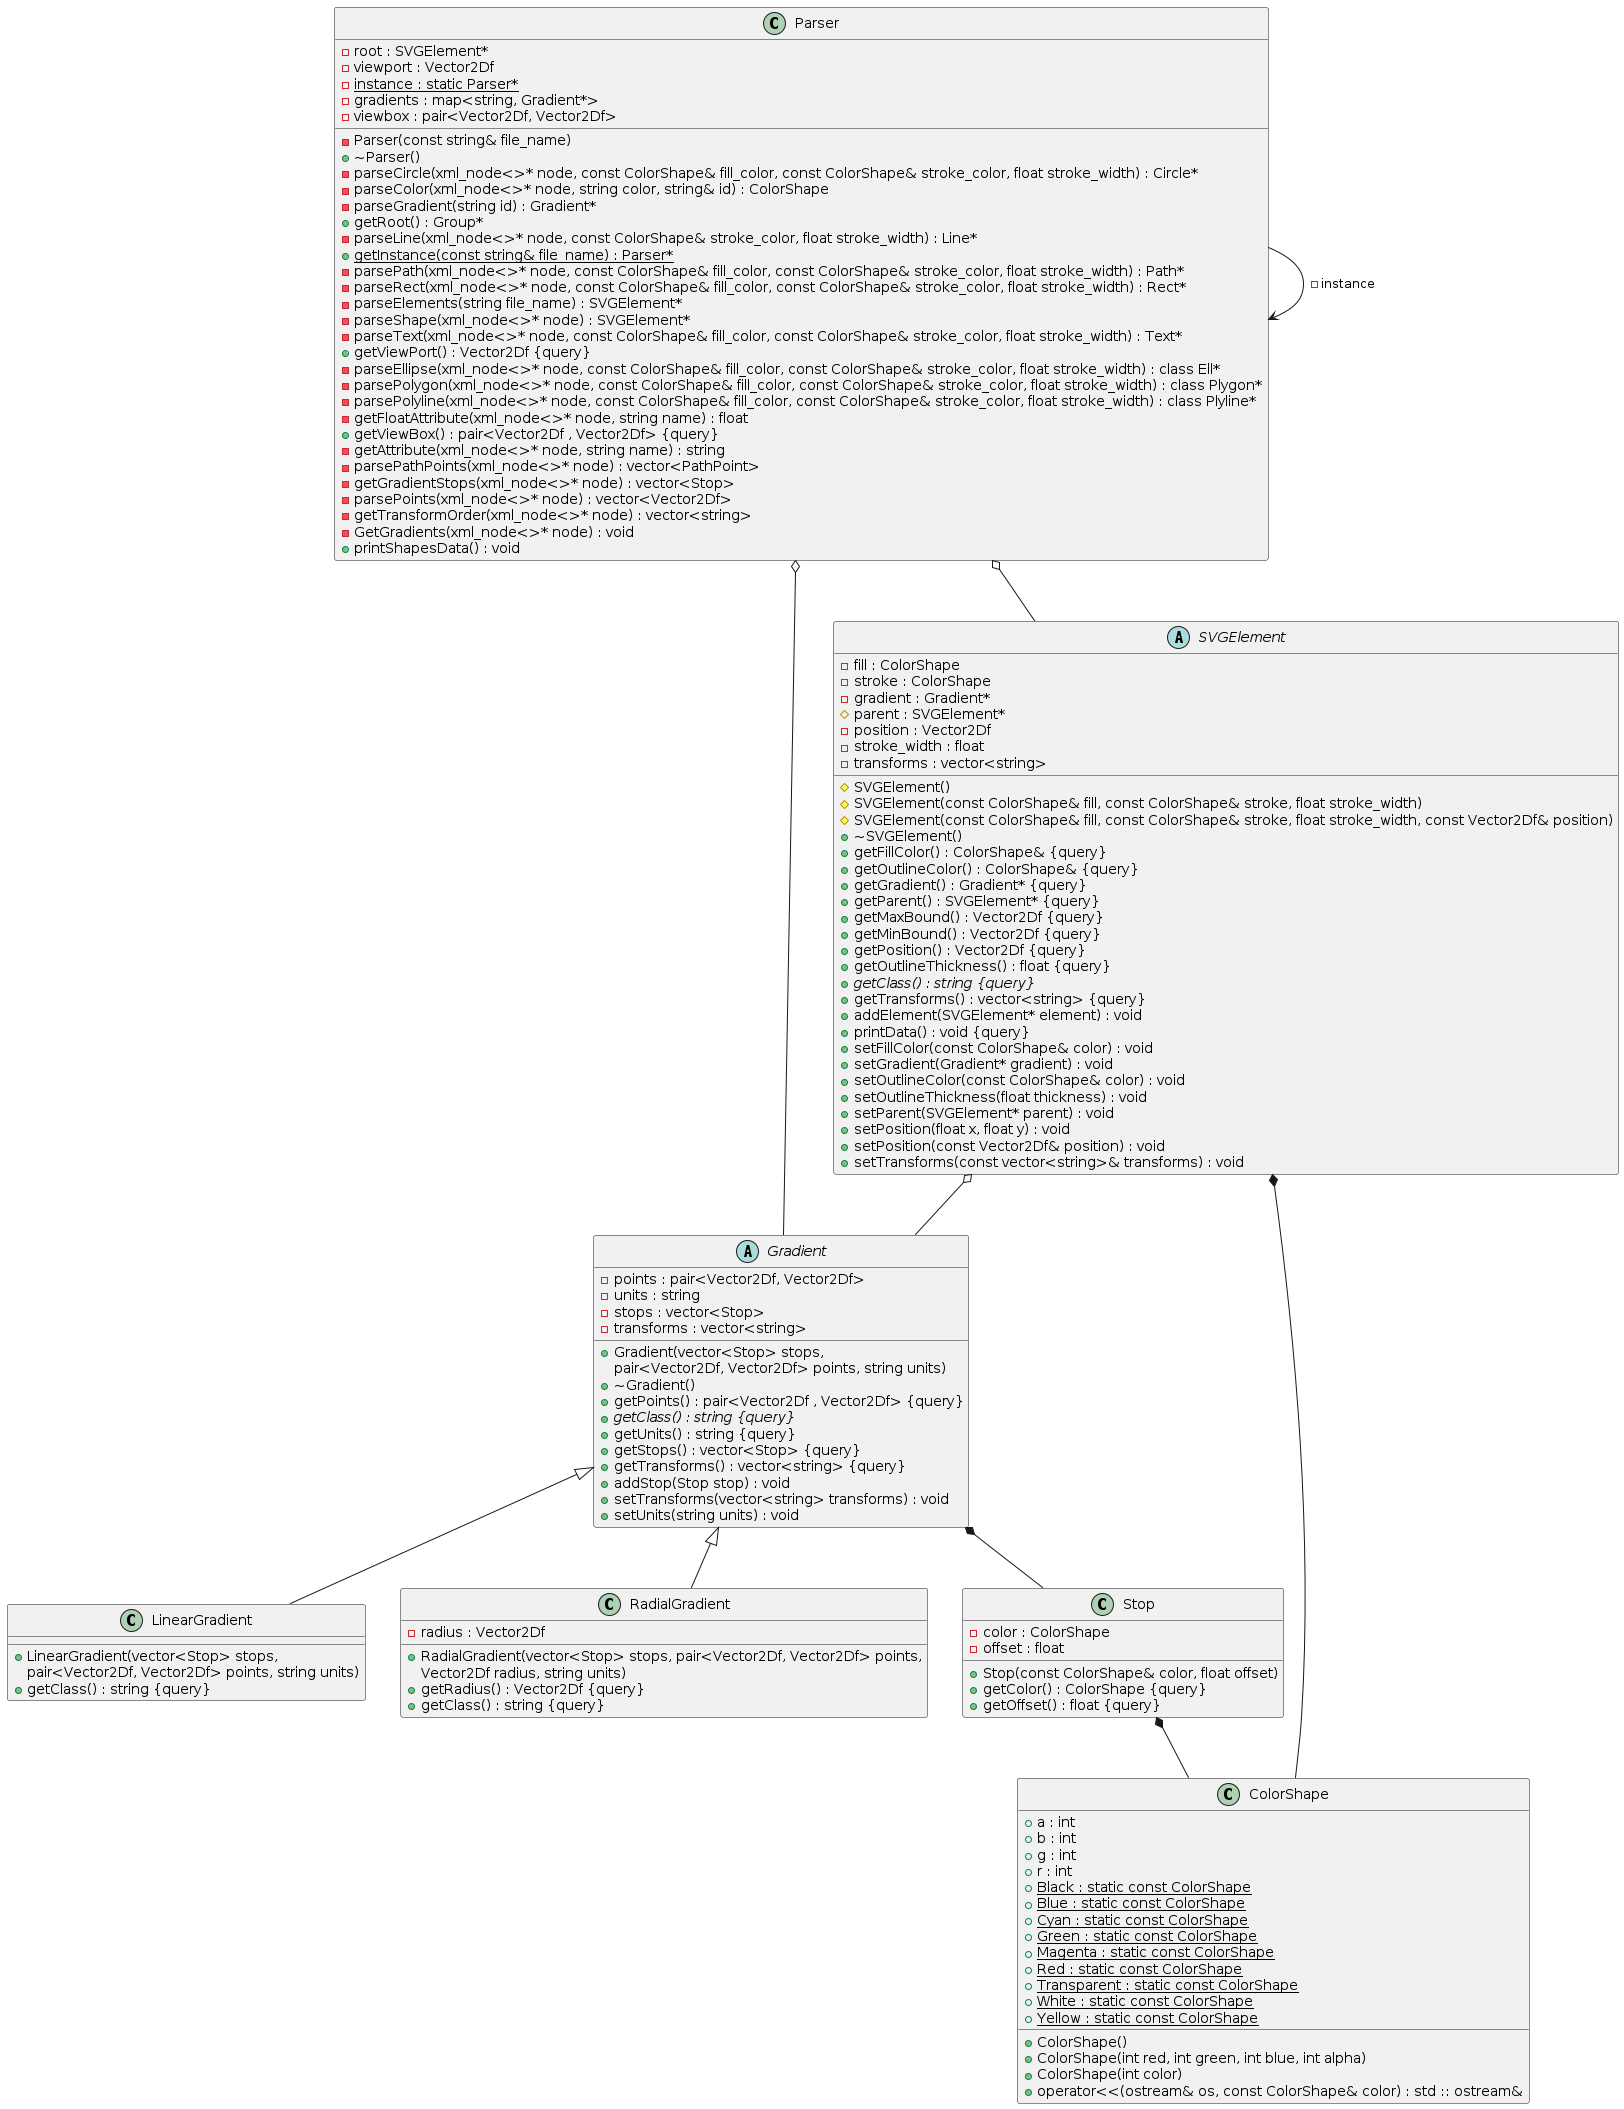 C Parser
root : SVGElement*
viewport : Vector2Df
instance : static Parser*
gradients : map<string, Gradient*>
viewbox : pair<Vector2Df, Vector2Df>
Parser(const string& file_name)
~Parser()
parseCircle(xml_node<>* node, const ColorShape& fill_color, const ColorShape& stroke_color, float stroke_width) : Circle*
parseColor(xml_node<>* node, string color, string& id) : ColorShape
parseGradient(string id) : Gradient*
getRoot() : Group*
parseLine(xml_node<>* node, const ColorShape& stroke_color, float stroke_width) : Line*
getInstance(const string& file_name) : Parser*
parsePath(xml_node<>* node, const ColorShape& fill_color, const ColorShape& stroke_color, float stroke_width) : Path*
parseRect(xml_node<>* node, const ColorShape& fill_color, const ColorShape& stroke_color, float stroke_width) : Rect*
parseElements(string file_name) : SVGElement*
parseShape(xml_node<>* node) : SVGElement*
parseText(xml_node<>* node, const ColorShape& fill_color, const ColorShape& stroke_color, float stroke_width) : Text*
getViewPort() : Vector2Df {query}
parseEllipse(xml_node<>* node, const ColorShape& fill_color, const ColorShape& stroke_color, float stroke_width) : class Ell*
parsePolygon(xml_node<>* node, const ColorShape& fill_color, const ColorShape& stroke_color, float stroke_width) : class Plygon*
parsePolyline(xml_node<>* node, const ColorShape& fill_color, const ColorShape& stroke_color, float stroke_width) : class Plyline*
getFloatAttribute(xml_node<>* node, string name) : float
getViewBox() : pair<Vector2Df , Vector2Df> {query}
getAttribute(xml_node<>* node, string name) : string
parsePathPoints(xml_node<>* node) : vector<PathPoint>
getGradientStops(xml_node<>* node) : vector<Stop>
parsePoints(xml_node<>* node) : vector<Vector2Df>
getTransformOrder(xml_node<>* node) : vector<string>
GetGradients(xml_node<>* node) : void
printShapesData() : void
instance
A SVGElement
fill : ColorShape
stroke : ColorShape
gradient : Gradient*
parent : SVGElement*
position : Vector2Df
stroke_width : float
transforms : vector<string>
SVGElement()
SVGElement(const ColorShape& fill, const ColorShape& stroke, float stroke_width)
SVGElement(const ColorShape& fill, const ColorShape& stroke, float stroke_width, const Vector2Df& position)
~SVGElement()
getFillColor() : ColorShape& {query}
getOutlineColor() : ColorShape& {query}
getGradient() : Gradient* {query}
getParent() : SVGElement* {query}
getMaxBound() : Vector2Df {query}
getMinBound() : Vector2Df {query}
getPosition() : Vector2Df {query}
getOutlineThickness() : float {query}
getClass() : string {query}
getTransforms() : vector<string> {query}
addElement(SVGElement* element) : void
printData() : void {query}
setFillColor(const ColorShape& color) : void
setGradient(Gradient* gradient) : void
setOutlineColor(const ColorShape& color) : void
setOutlineThickness(float thickness) : void
setParent(SVGElement* parent) : void
setPosition(float x, float y) : void
setPosition(const Vector2Df& position) : void
setTransforms(const vector<string>& transforms) : void
A Gradient
points : pair<Vector2Df, Vector2Df>
units : string
stops : vector<Stop>
transforms : vector<string>
Gradient(vector<Stop> stops,
pair<Vector2Df, Vector2Df> points, string units)
~Gradient()
getPoints() : pair<Vector2Df , Vector2Df> {query}
getClass() : string {query}
getUnits() : string {query}
getStops() : vector<Stop> {query}
getTransforms() : vector<string> {query}
addStop(Stop stop) : void
setTransforms(vector<string> transforms) : void
setUnits(string units) : void
C LinearGradient
LinearGradient(vector<Stop> stops,
pair<Vector2Df, Vector2Df> points, string units)
getClass() : string {query}
C RadialGradient
radius : Vector2Df
RadialGradient(vector<Stop> stops, pair<Vector2Df, Vector2Df> points,
Vector2Df radius, string units)
getRadius() : Vector2Df {query}
getClass() : string {query}
C Stop
color : ColorShape
offset : float
Stop(const ColorShape& color, float offset)
getColor() : ColorShape {query}
getOffset() : float {query}
C ColorShape
a : int
b : int
g : int
r : int
Black : static const ColorShape
Blue : static const ColorShape
Cyan : static const ColorShape
Green : static const ColorShape
Magenta : static const ColorShape
Red : static const ColorShape
Transparent : static const ColorShape
White : static const ColorShape
Yellow : static const ColorShape
ColorShape()
ColorShape(int red, int green, int blue, int alpha)
ColorShape(int color)
operator<<(ostream& os, const ColorShape& color) : std :: ostream&